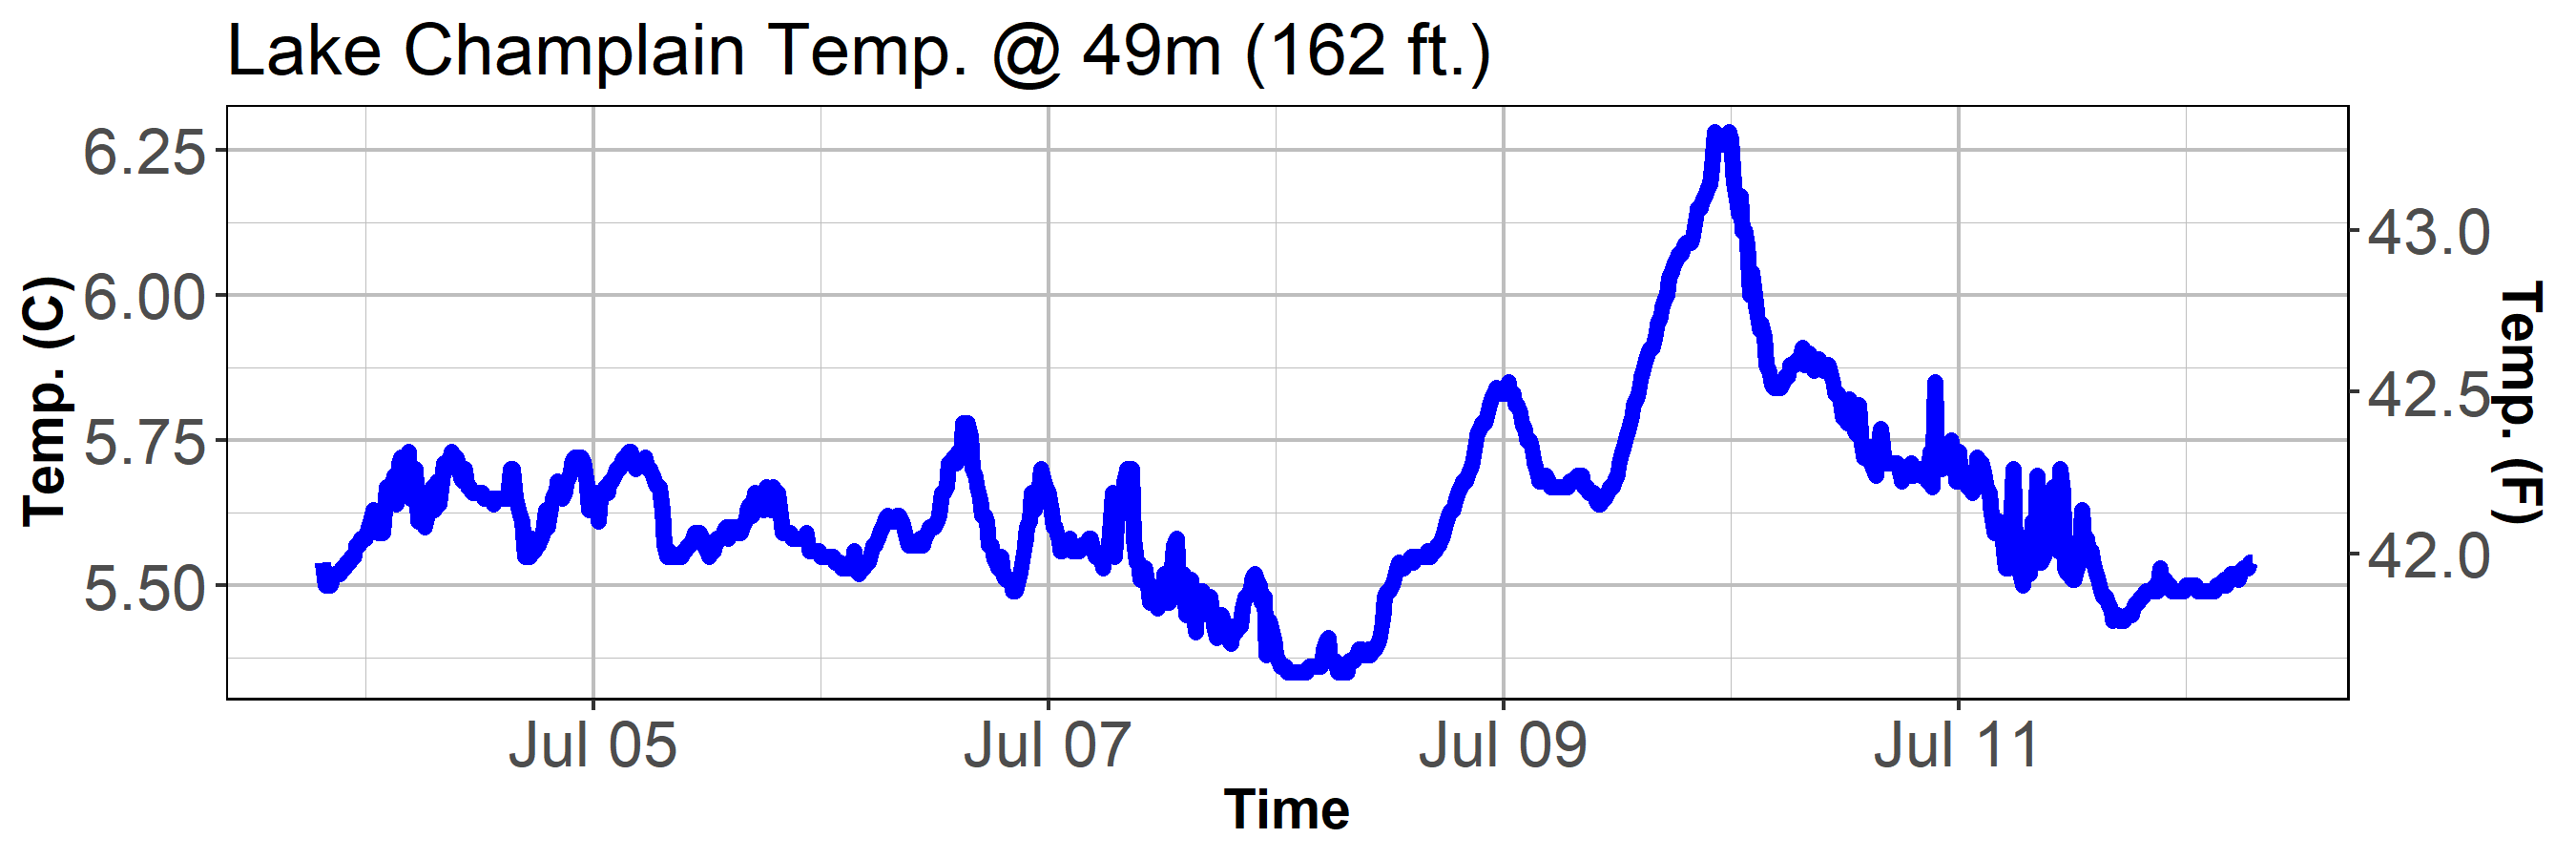 Lake Champlain Temp. @ 49m (162 ft.)
6.25
6.00
5.75
5.50
Temp. (C)
43.0
42.5
42.0
Temp. (F)
Jul 05
Jul 07
Jul 09
Jul 11
Time